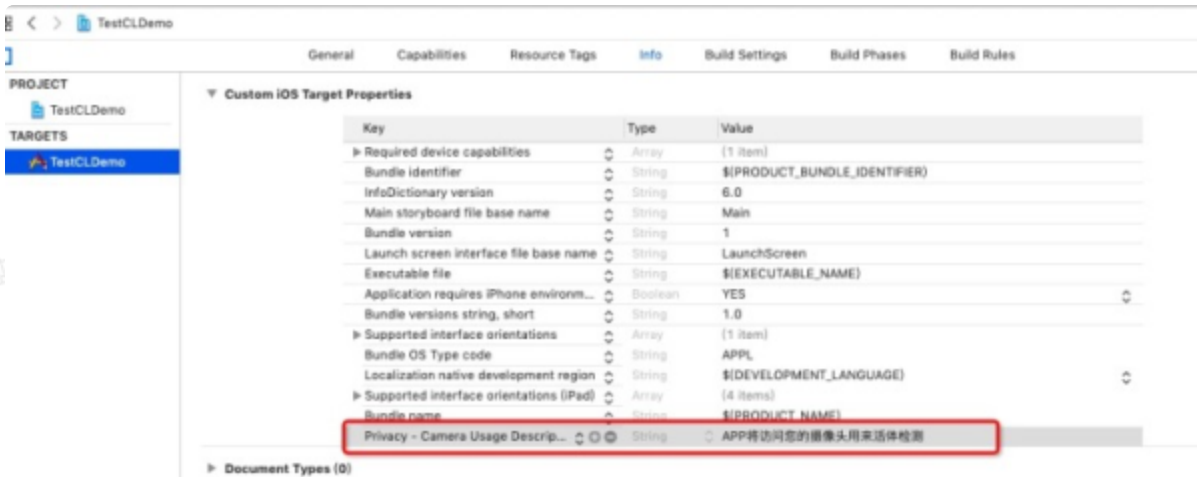 TestCLDemo
General Capabilities Resource Tags Info Build Settings Build Phases Build Rules
PROJECT
TestCLDemo
TARGETS
TestCLDemo
Custom iOS Target Properties
Key Type Value
Required device capabilities Array (1 item)
Bundle identifier String $(PRODUCT_BUNDLE_IDENTIFIER)
InfoDictionary version String 6.0
Main storyboard file base name String Main
Bundle version String 1
Launch screen interface file base name String LaunchScreen
Executable file String $(EXECUTABLE_NAME)
Application requires iPhone environm... Boolean YES
Bundle versions string, short String 1.0
Supported interface orientations Array (1 item)
Bundle OS Type code String APPL
Localization native development region String $(DEVELOPMENT_LANGUAGE)
Supported interface orientations (iPad) Array (4 items)
Bundle name String $(PRODUCT_NAME)
Privacy - Camera Usage Descrip... String APP将访问您的摄像头用来活体检测
Document Types (0)